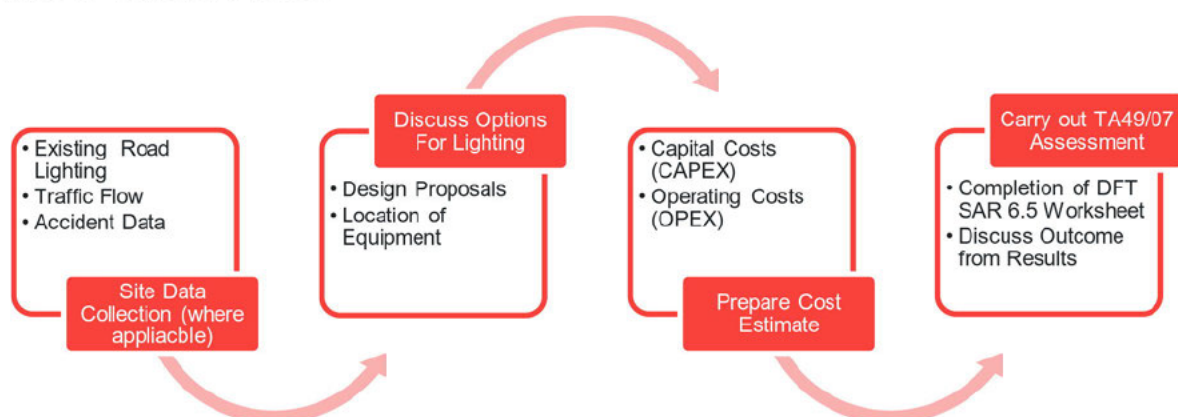 • Existing Road
Lighting
• Traffic Flow
• Accident Data
Site Data
Collection (where
appliacble)
Discuss Options
For Lighting
• Design Proposals
• Location of
Equipment
• Capital Costs
(CAPEX)
• Operating Costs
(OPEX)
Prepare Cost
Estimate
Carry out TA49/07
Assessment
• Completion of DFT
SAR 6.5 Worksheet
• Discuss Outcome
from Results